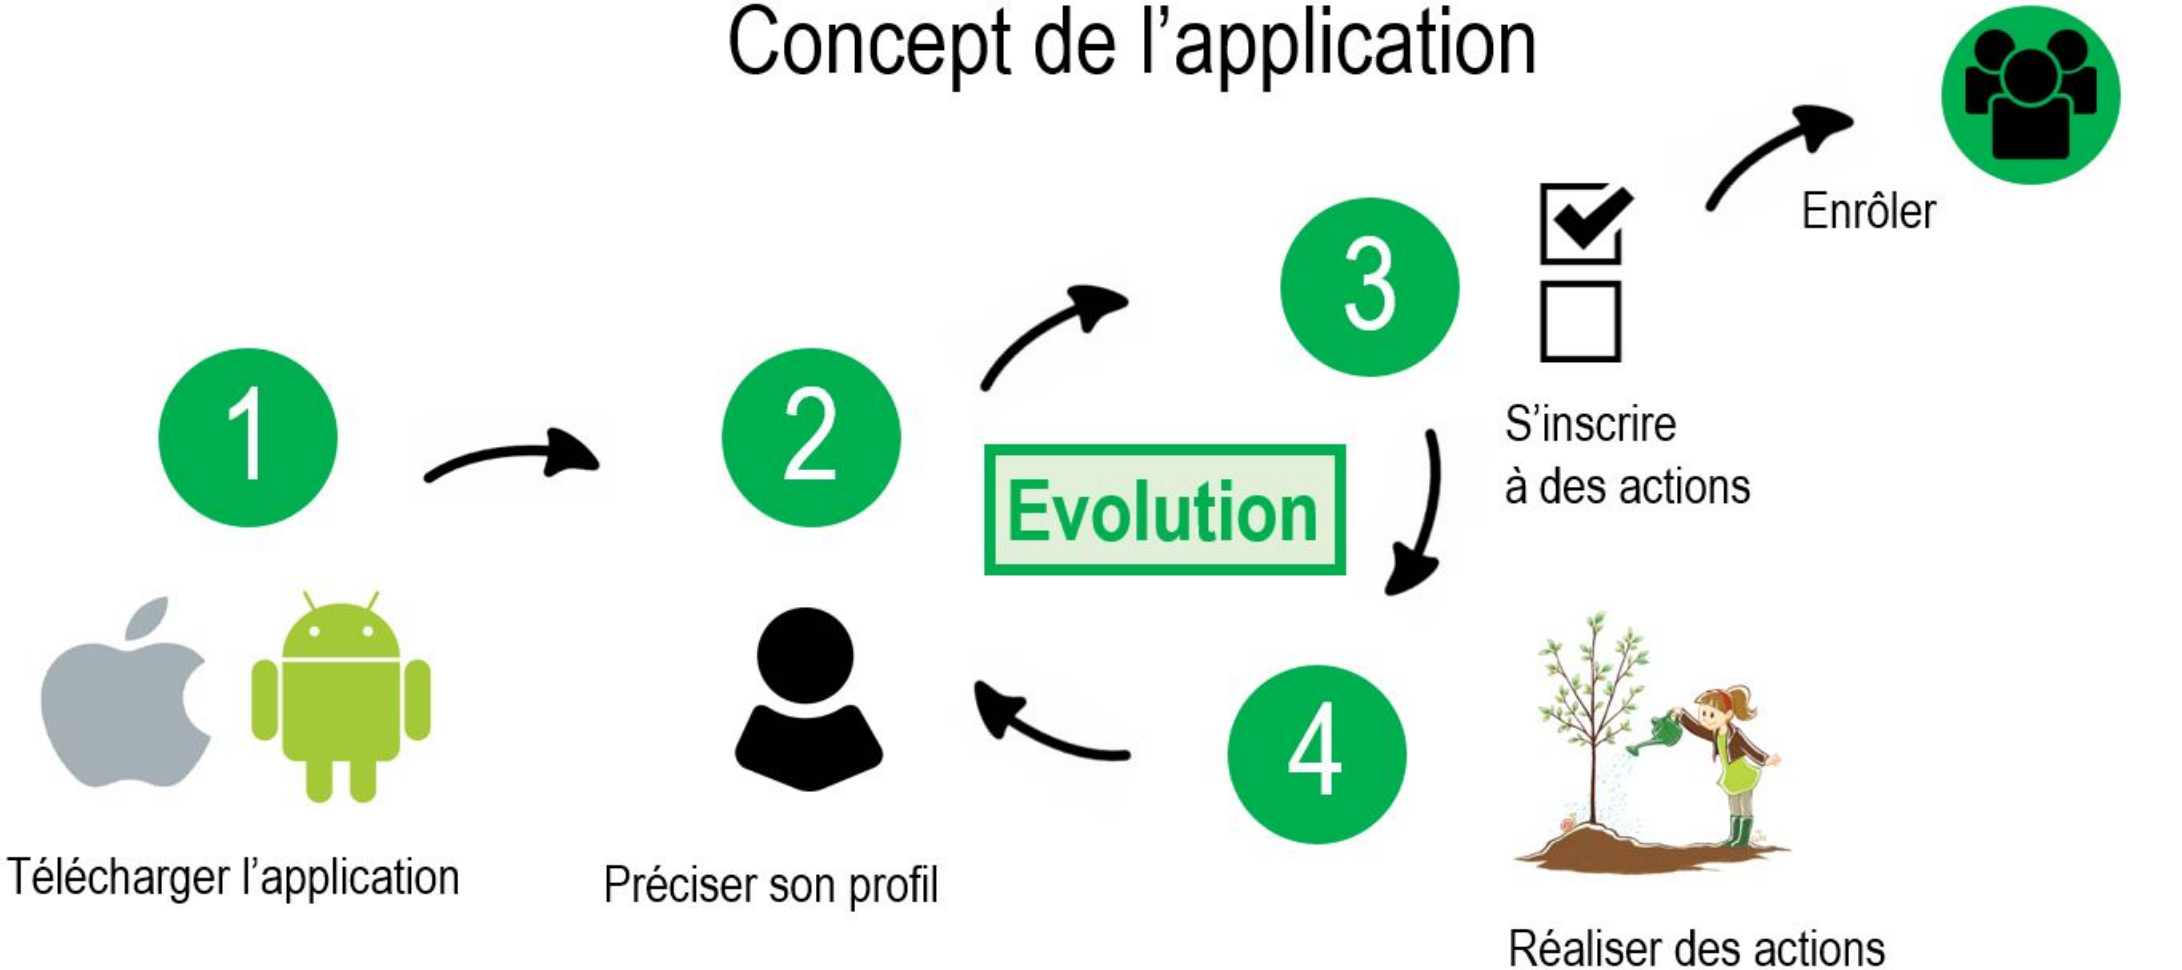 Concept de l'application
Enrôler
3
S'inscrire
à des actions
1
2
Evolution
4
Télécharger l'application
Préciser son profil
Réaliser des actions